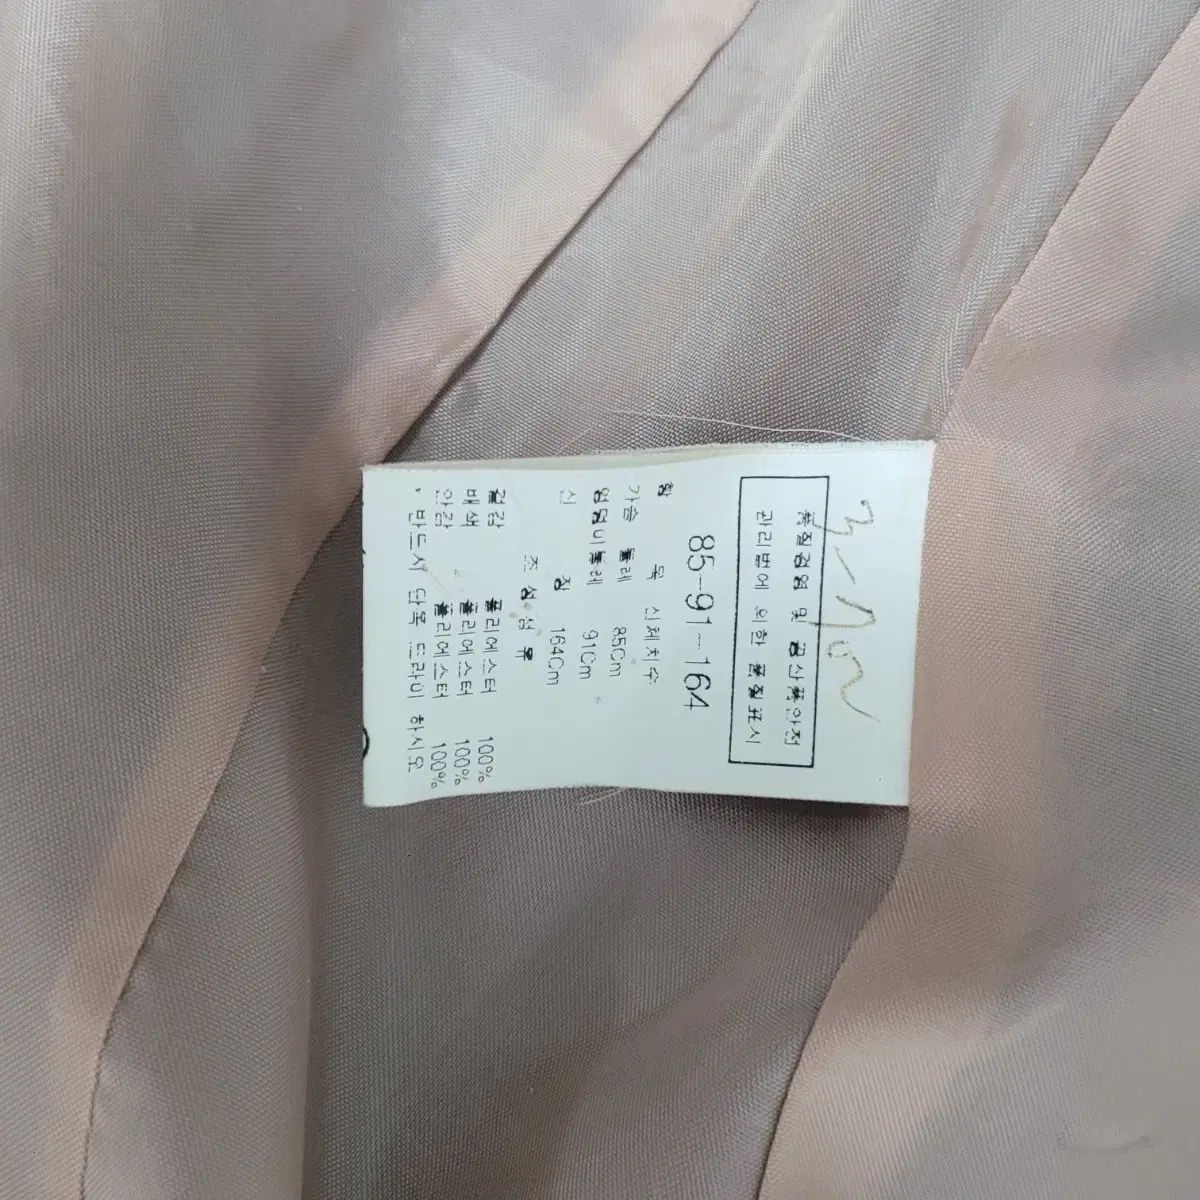 품질경영 및 공산품안전
관리법에 의한 품질표시
85-91-164
항 목 신체치수
가슴 둘레 85Cm
엉덩이둘레 91Cm
신 장 164Cm
조 성 섬 유
겉감 폴리에스터 100%
배색 폴리에스터 100%
안감 폴리에스터 100%
· 반드시 단독 드라이 하시오